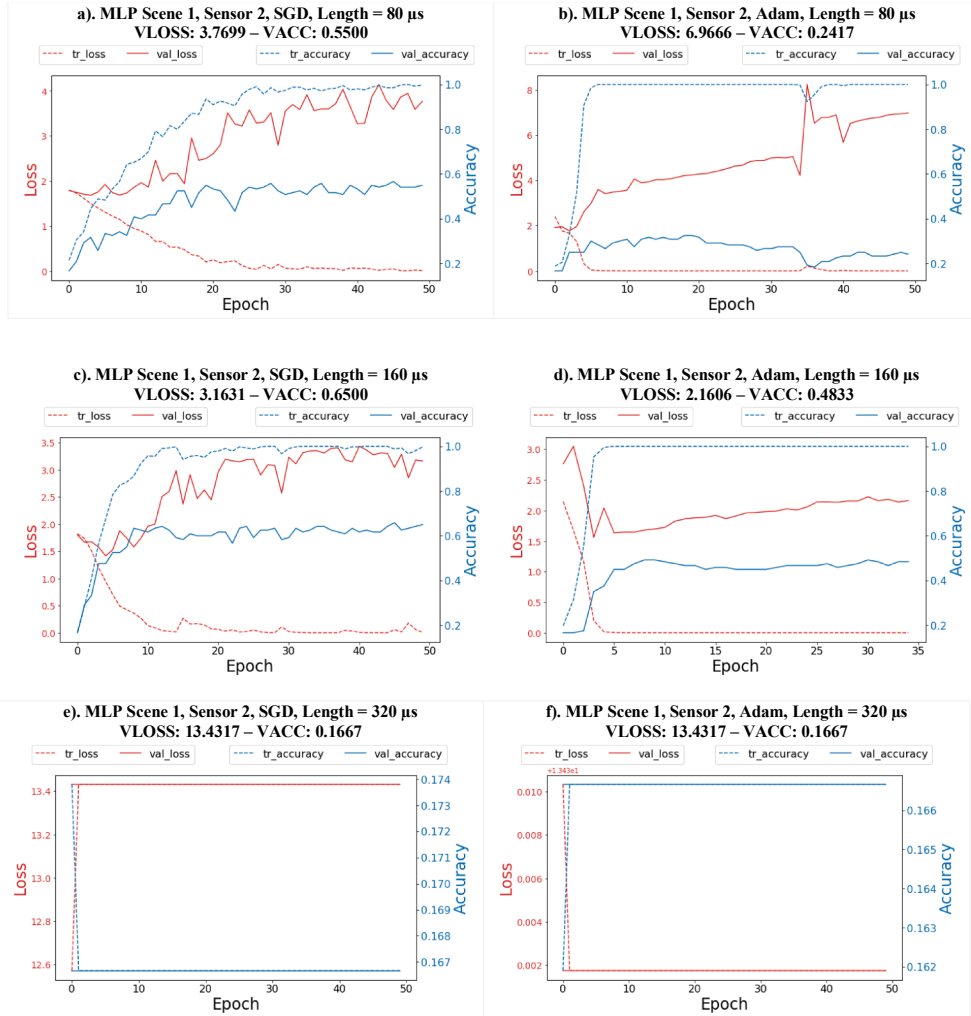 a). MLP Scene 1, Sensor 2, SGD, Length = 80 μs
VLOSS: 3.7699 – VACC: 0.5500
tr_loss val_loss tr_accuracy val_accuracy
4
3
2
1
0
Loss
1.0
0.8
0.6
0.4
0.2
Accuracy
0 10 20 30 40 50
Epoch
b). MLP Scene 1, Sensor 2, Adam, Length = 80 μs
VLOSS: 6.9666 – VACC: 0.2417
tr_loss val_loss tr_accuracy val_accuracy
8
6
4
2
0
Loss
1.0
0.8
0.6
0.4
0.2
Accuracy
0 10 20 30 40 50
Epoch
c). MLP Scene 1, Sensor 2, SGD, Length = 160 μs
VLOSS: 3.1631 – VACC: 0.6500
tr_loss val_loss tr_accuracy val_accuracy
3.5
3.0
2.5
2.0
1.5
1.0
0.5
0.0
Loss
1.0
0.8
0.6
0.4
0.2
Accuracy
0 10 20 30 40 50
Epoch
d). MLP Scene 1, Sensor 2, Adam, Length = 160 μs
VLOSS: 2.1606 – VACC: 0.4833
tr_loss val_loss tr_accuracy val_accuracy
3.0
2.5
2.0
1.5
1.0
0.5
0.0
Loss
1.0
0.8
0.6
0.4
0.2
Accuracy
0 5 10 15 20 25 30 35
Epoch
e). MLP Scene 1, Sensor 2, SGD, Length = 320 μs
VLOSS: 13.4317 – VACC: 0.1667
tr_loss val_loss tr_accuracy val_accuracy
13.4
13.2
13.0
12.8
12.6
Loss
0.174
0.173
0.172
0.171
0.170
0.169
0.168
0.167
Accuracy
0 10 20 30 40 50
Epoch
f). MLP Scene 1, Sensor 2, Adam, Length = 320 μs
VLOSS: 13.4317 – VACC: 0.1667
tr_loss val_loss tr_accuracy val_accuracy
+1.343e1
0.010
0.008
0.006
0.004
0.002
Loss
0.166
0.165
0.164
0.163
0.162
Accuracy
0 10 20 30 40 50
Epoch